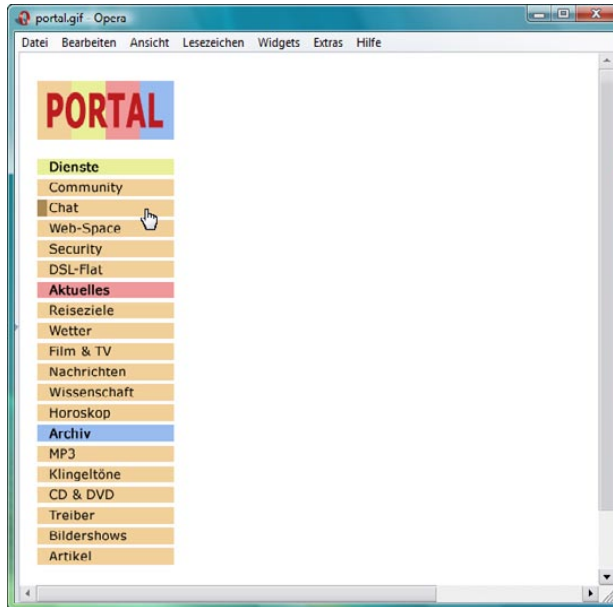 portal.gif - Opera
Datei Bearbeiten Ansicht Lesezeichen Widgets Extras Hilfe
PORTAL
Dienste
Community
Chat
Web-Space
Security
DSL-Flat
Aktuelles
Reiseziele
Wetter
Film & TV
Nachrichten
Wissenschaft
Horoskop
Archiv
MP3
Klingeltöne
CD & DVD
Treiber
Bildershows
Artikel